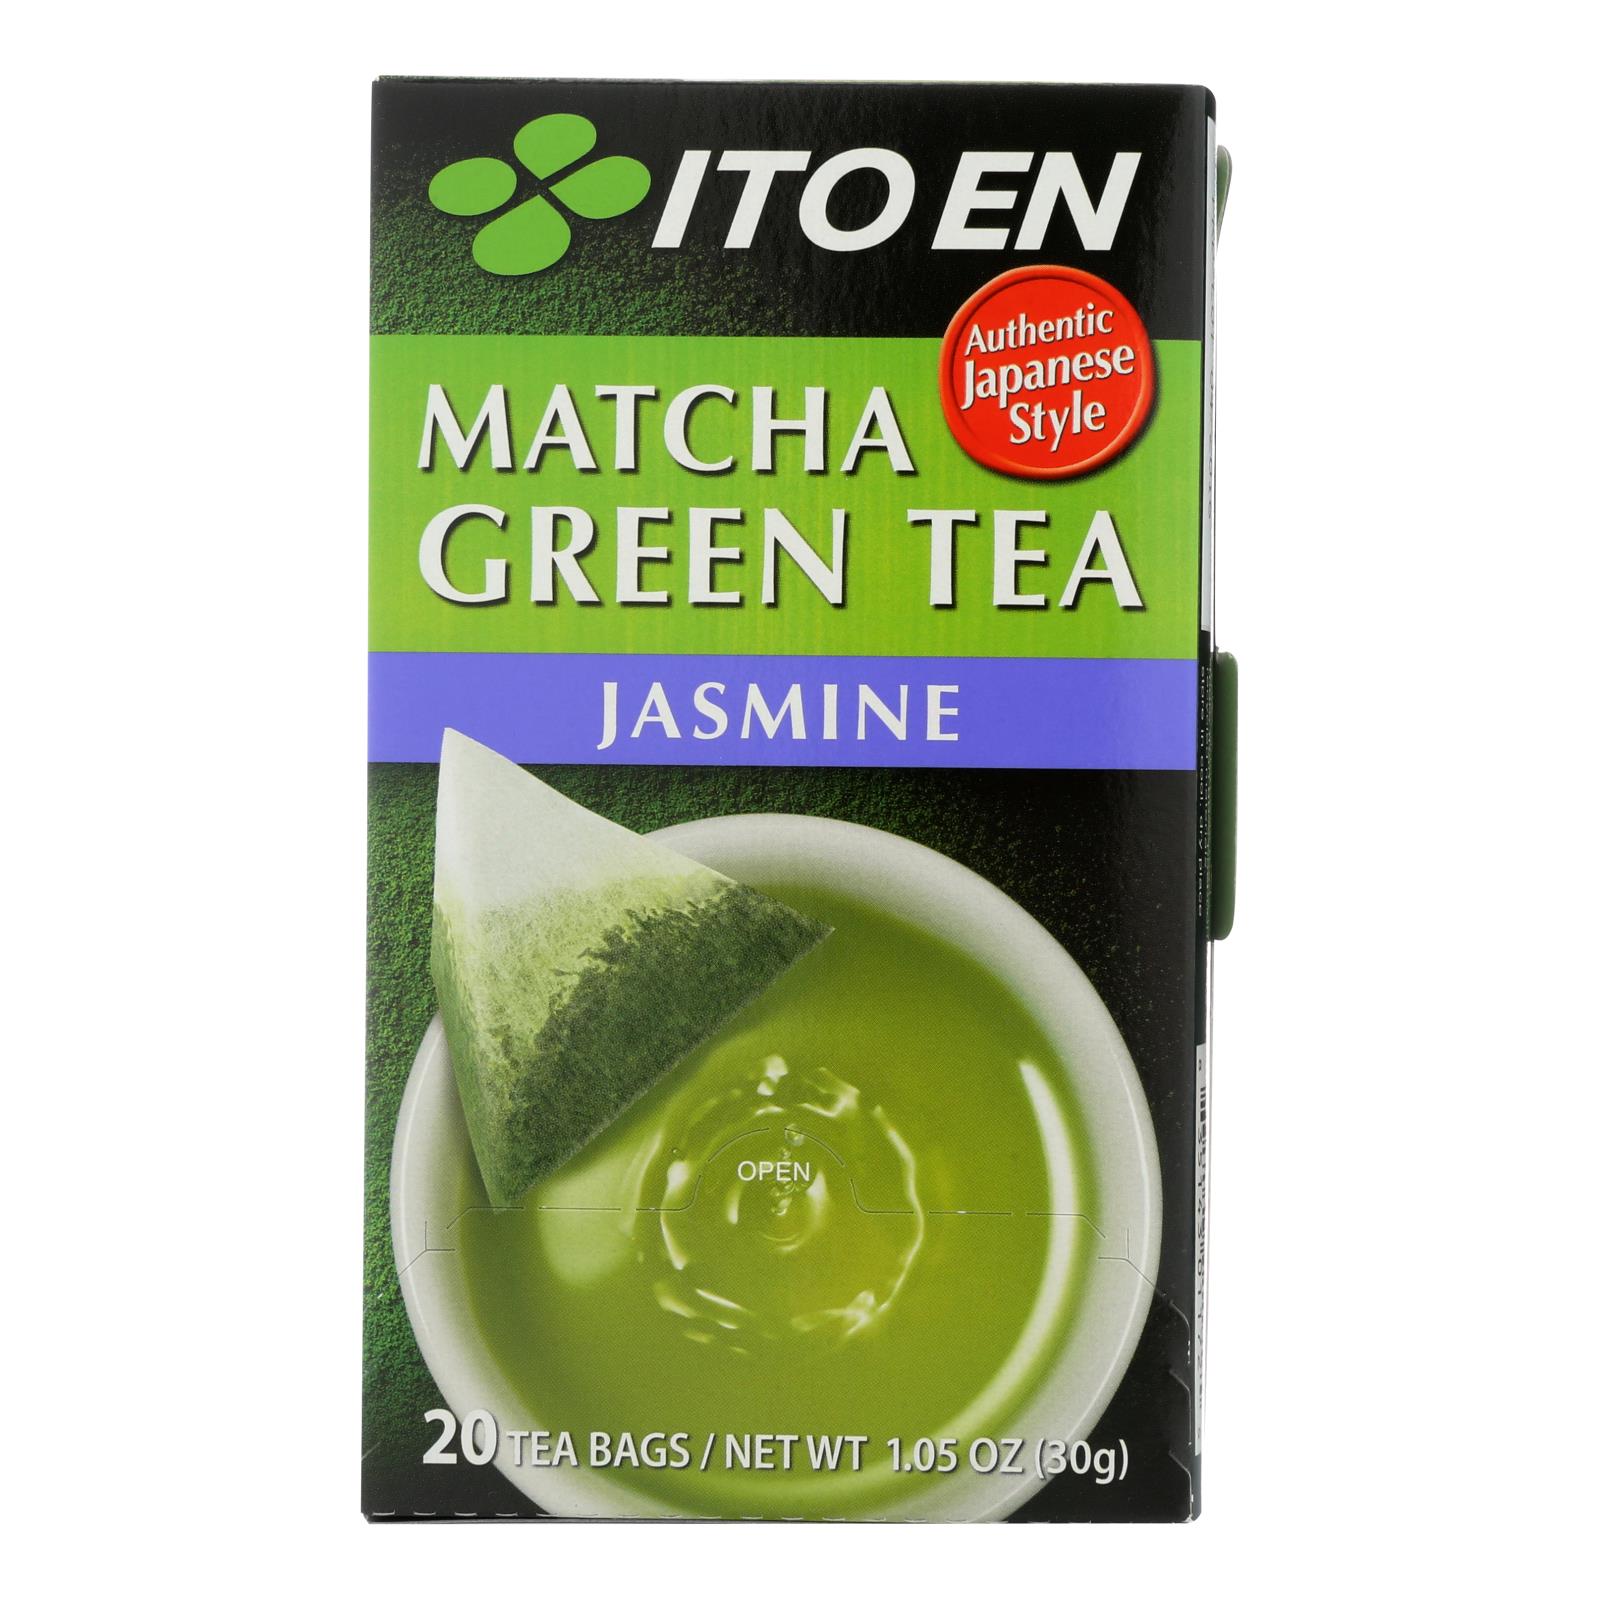 ITO EN
Authentic
Japanese
Style
MATCHA
GREEN TEA
JASMINE
OPEN
20 TEA BAGS / NET WT 1.05 OZ (30g)